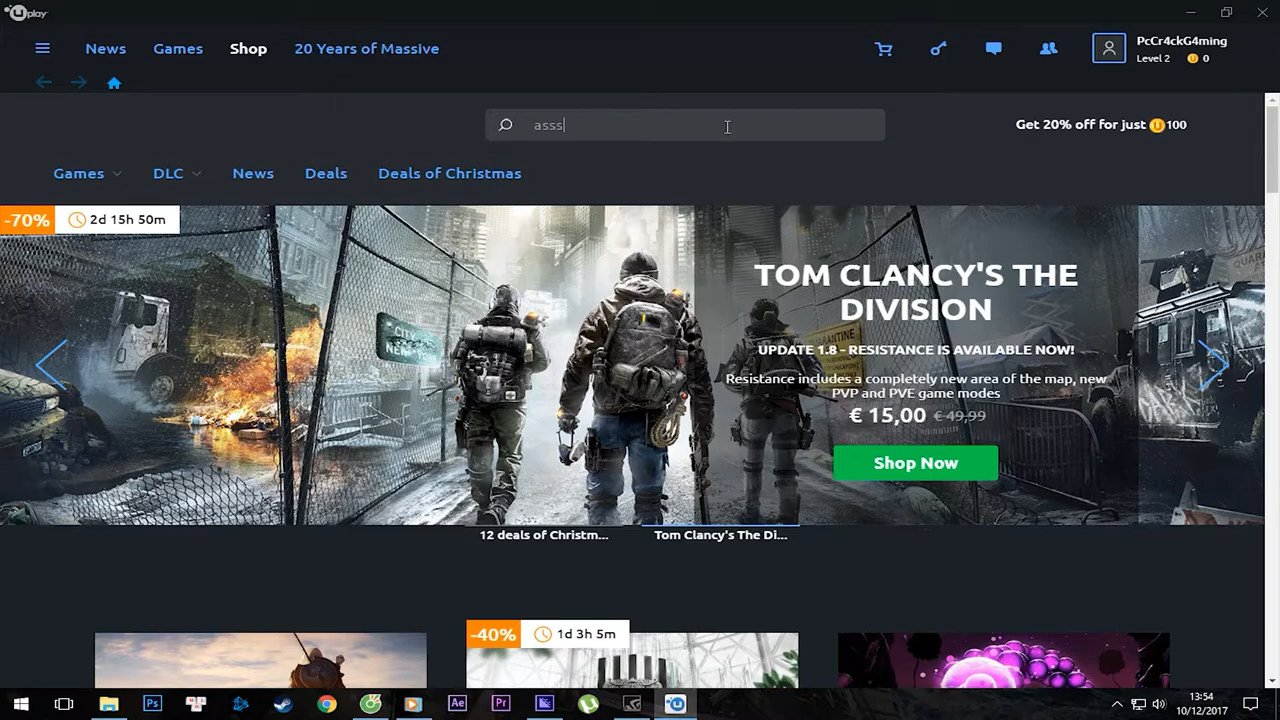 uplay
News Games Shop 20 Years of Massive
PcCr4ckG4ming
Level 2 0
asss
Get 20% off for just 100
Games DLC News Deals Deals of Christmas
-70% 2d 15h 50m
TOM CLANCY'S THE
DIVISION
UPDATE 1.8 - RESISTANCE IS AVAILABLE NOW!
Resistance includes a completely new area of the map, new
PVP and PVE game modes
€ 15,00 € 49,99
Shop Now
12 deals of Christm...
Tom Clancy's The Di...
-40% 1d 3h 5m
Ps
Ae
Pr
13:54
10/12/2017